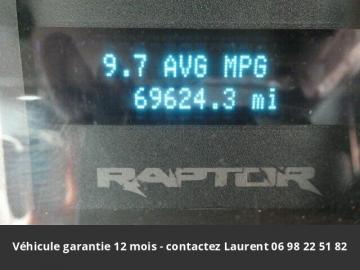 9.7 AVG MPG
69624.3 mi
RAPTOR
Véhicule garantie 12 mois - contactez Laurent 06 98 22 51 82